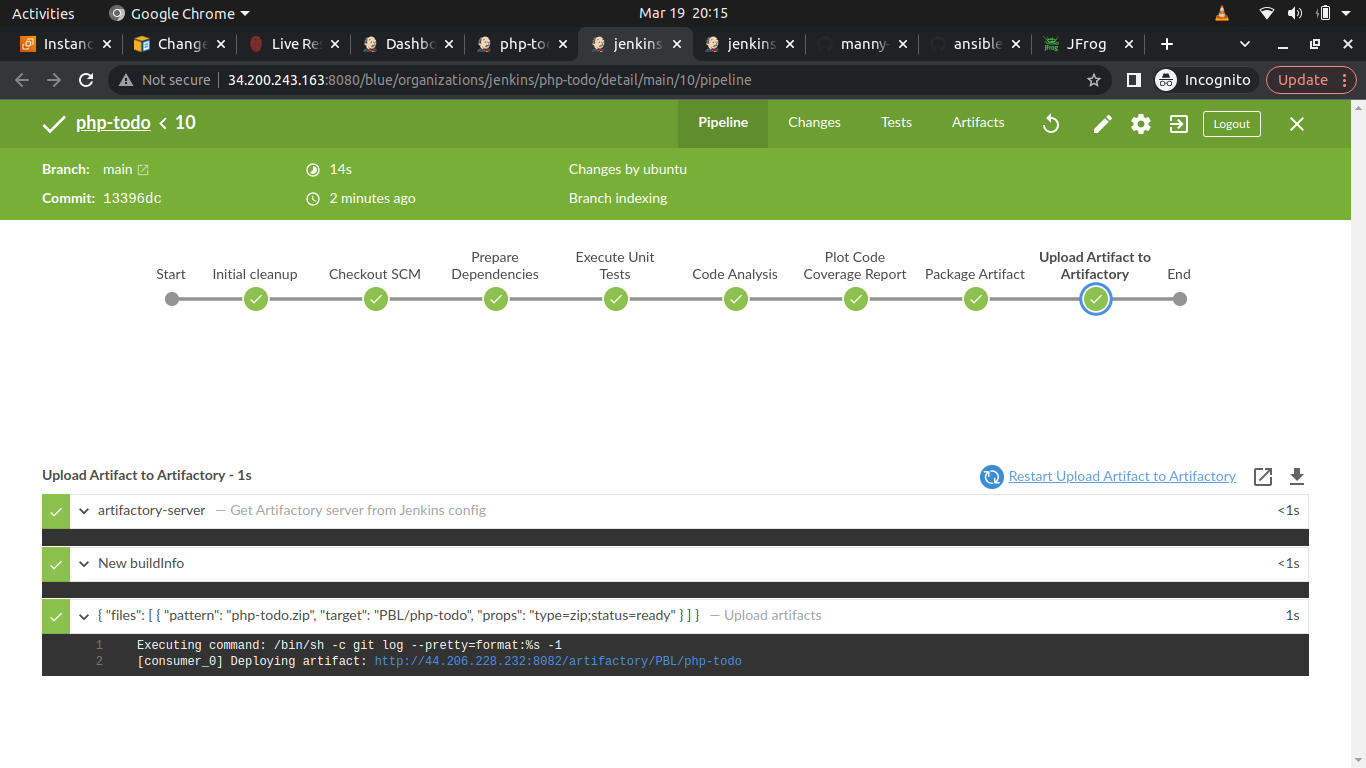 Activities
Google Chrome
Mar 19 20:15
Instanc
Change
Live Re
Dashbo
php-to
jenkins
jenkins
manny-
ansible
JFrog
Not secure
34.200.243.163:8080/blue/organizations/jenkins/php-todo/detail/main/10/pipeline
Incognito
Update
php-todo < 10
Pipeline
Changes
Tests
Artifacts
Logout
Branch: main
14s
Changes by ubuntu
Commit: 13396dc
2 minutes ago
Branch indexing
Start
Initial cleanup
Checkout SCM
Prepare
Dependencies
Execute Unit
Tests
Code Analysis
Plot Code
Coverage Report
Package Artifact
Upload Artifact to
Artifactory
End
Upload Artifact to Artifactory - 1s
Restart Upload Artifact to Artifactory
artifactory-server — Get Artifactory server from Jenkins config <1s
New buildInfo <1s
{ "files": [ { "pattern": "php-todo.zip", "target": "PBL/php-todo", "props": "type=zip;status=ready" } ] } — Upload artifacts 1s
1 Executing command: /bin/sh -c git log --pretty=format:%s -1
2 [consumer_0] Deploying artifact: http://44.206.228.232:8082/artifactory/PBL/php-todo